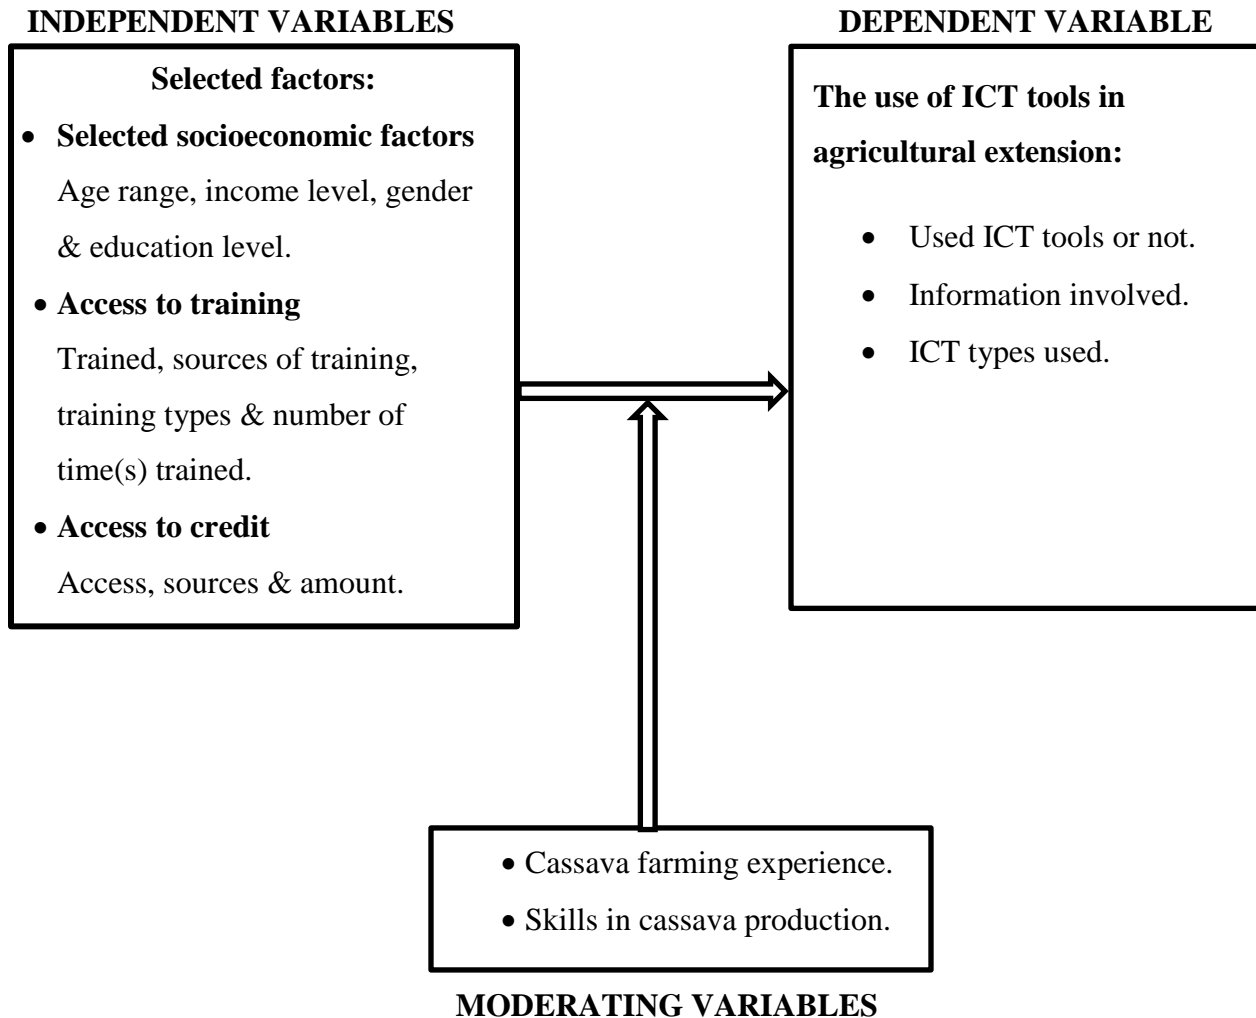 INDEPENDENT VARIABLES
Selected factors:
• Selected socioeconomic factors
Age range, income level, gender
& education level.
• Access to training
Trained, sources of training,
training types & number of
time(s) trained.
• Access to credit
Access, sources & amount.
DEPENDENT VARIABLE
The use of ICT tools in
agricultural extension:
• Used ICT tools or not.
• Information involved.
• ICT types used.
• Cassava farming experience.
• Skills in cassava production.
MODERATING VARIABLES